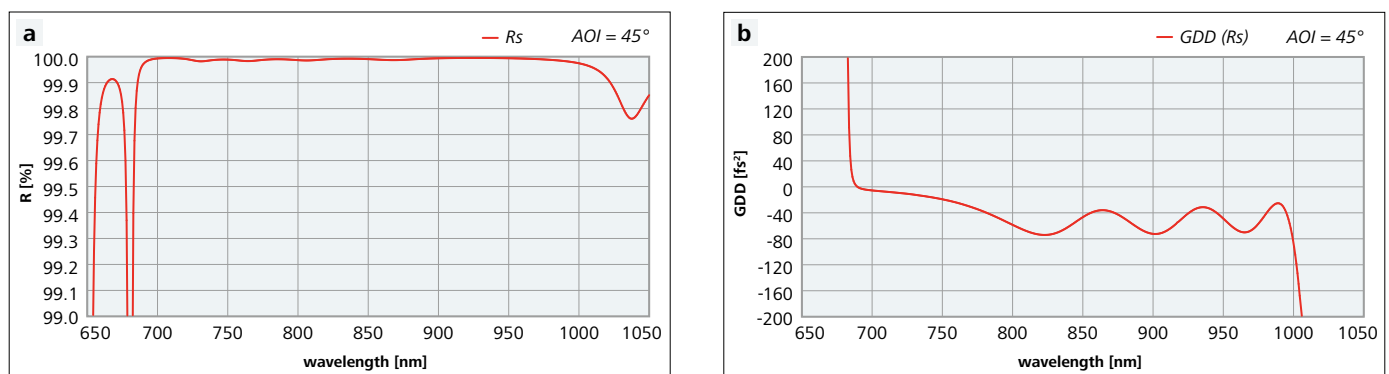 a
Rs AOI = 45°
100.0
99.9
99.8
99.7
99.6
99.5
99.4
99.3
99.2
99.1
99.0
R [%]
650 700 750 800 850 900 950 1000 1050
wavelength [nm]
b
GDD (Rs) AOI = 45°
200
160
120
80
40
0
-40
-80
-120
-160
-200
GDD [fs²]
650 700 750 800 850 900 950 1000 1050
wavelength [nm]